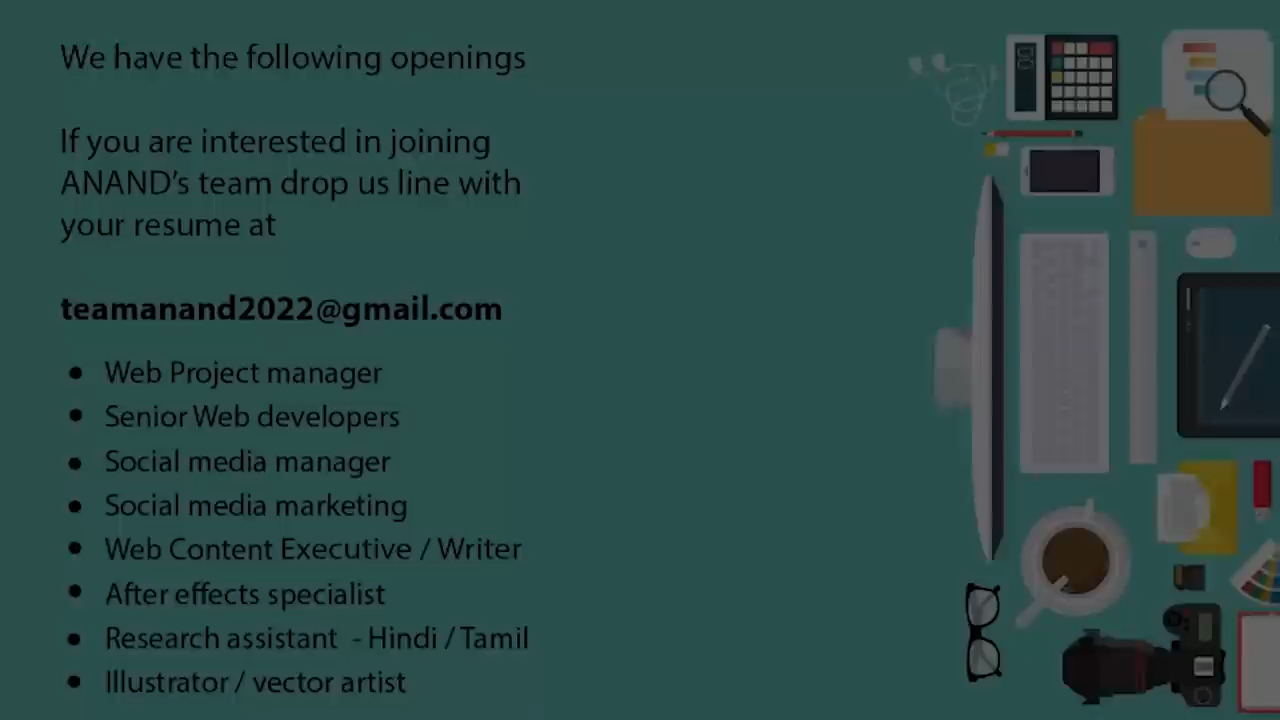 We have the following openings
If you are interested in joining
ANAND's team drop us line with
your resume at
teamanand2022@gmail.com
• Web Project manager
• Senior Web developers
• Social media manager
• Social media marketing
• Web Content Executive / Writer
• After effects specialist
• Research assistant - Hindi / Tamil
• Illustrator / vector artist